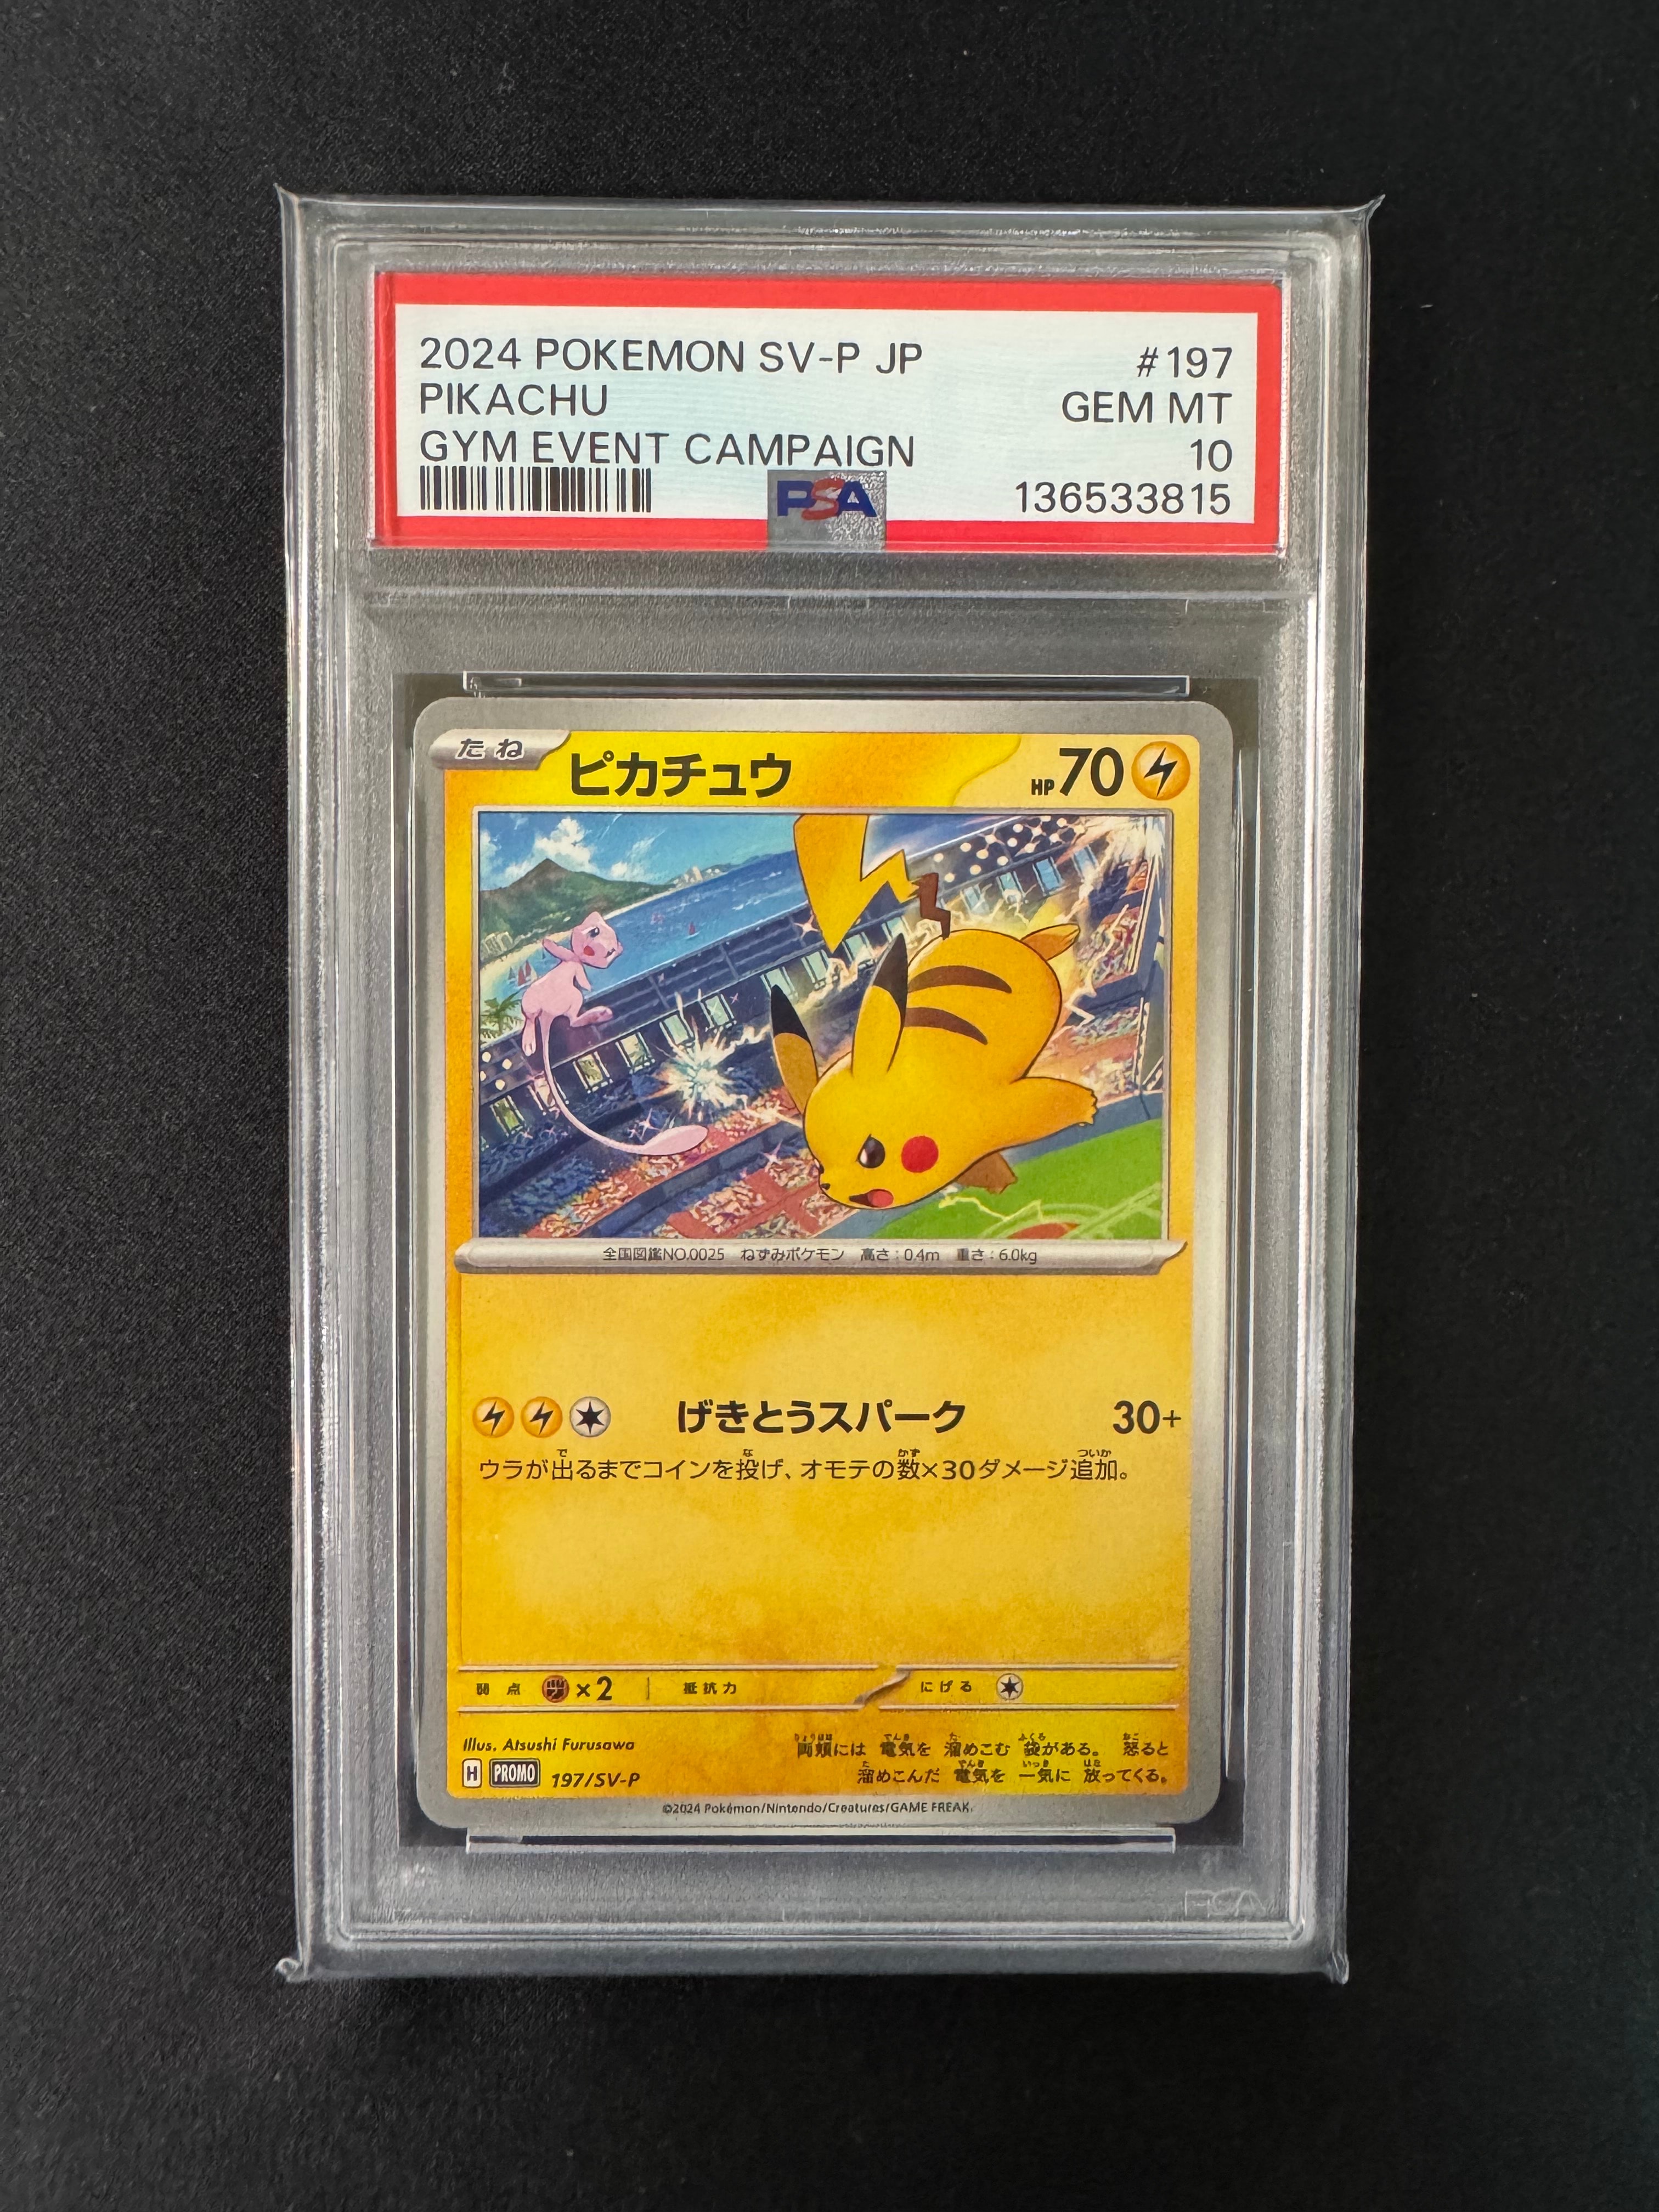 2024 POKEMON SV-P JP #197
PIKACHU GEM MT
GYM EVENT CAMPAIGN 10
PSA 136533815
たね ピカチュウ HP70
全国図鑑NO.0025 ねずみポケモン 高さ:0.4m 重さ:6.0kg
げきとうスパーク 30+
ウラが出るまでコインを投げ、オモテの数×30ダメージ追加。
弱点 ×2 抵抗力 にげる
Illus. Atsushi Furusawa
両頬には 電気を 溜めこむ 袋がある。 怒ると
溜めこんだ 電気を 一気に 放ってくる。
H PROMO 197/SV-P
©2024 Pokémon/Nintendo/Creatures/GAME FREAK.
PSA